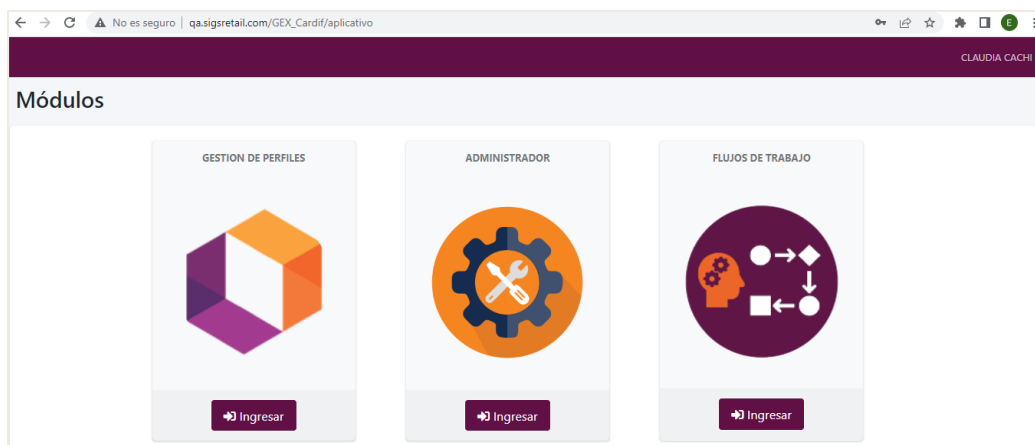 No es seguro | qa.sigsretail.com/GEX_Cardif/aplicativo
E
CLAUDIA CACHI
Módulos
GESTION DE PERFILES
ADMINISTRADOR
FLUJOS DE TRABAJO
Ingresar
Ingresar
Ingresar